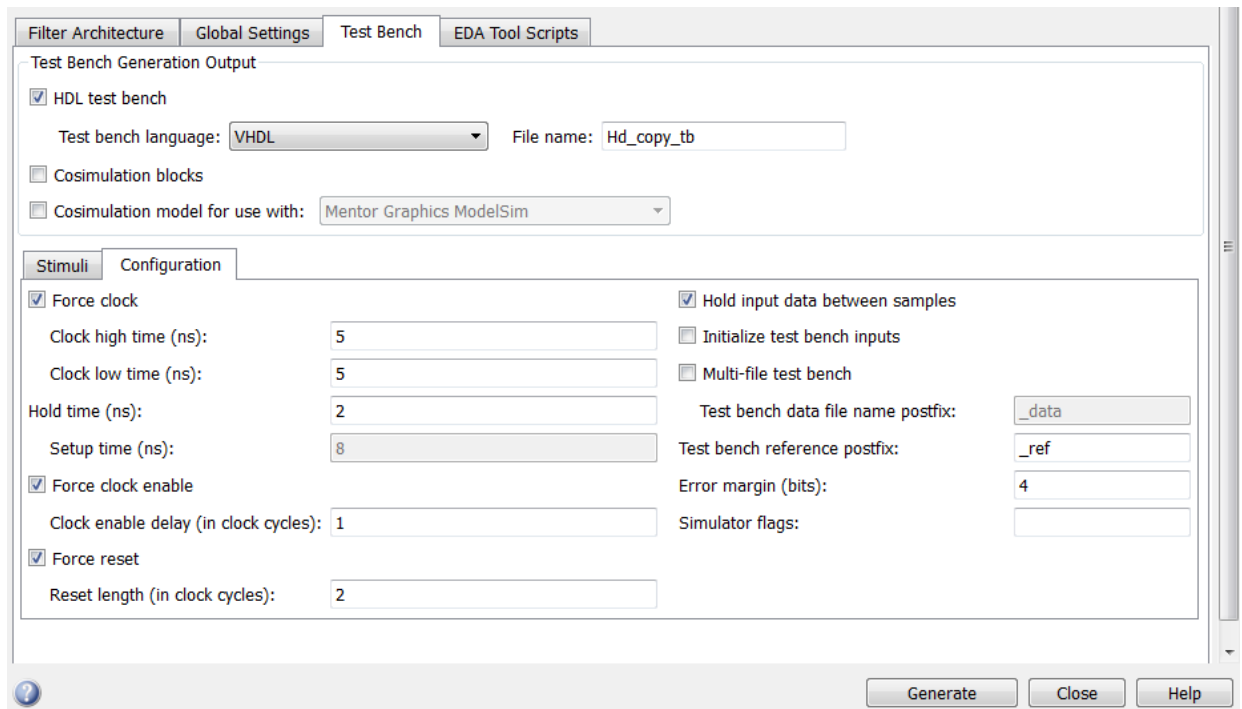 Filter Architecture Global Settings Test Bench EDA Tool Scripts
Test Bench Generation Output
HDL test bench
Test bench language: VHDL File name: Hd_copy_tb
Cosimulation blocks
Cosimulation model for use with: Mentor Graphics ModelSim
Stimuli Configuration
Force clock
Clock high time (ns): 5
Clock low time (ns): 5
Hold time (ns): 2
Setup time (ns): 8
Force clock enable
Clock enable delay (in clock cycles): 1
Force reset
Reset length (in clock cycles): 2
Hold input data between samples
Initialize test bench inputs
Multi-file test bench
Test bench data file name postfix: _data
Test bench reference postfix: _ref
Error margin (bits): 4
Simulator flags:
? Generate Close Help